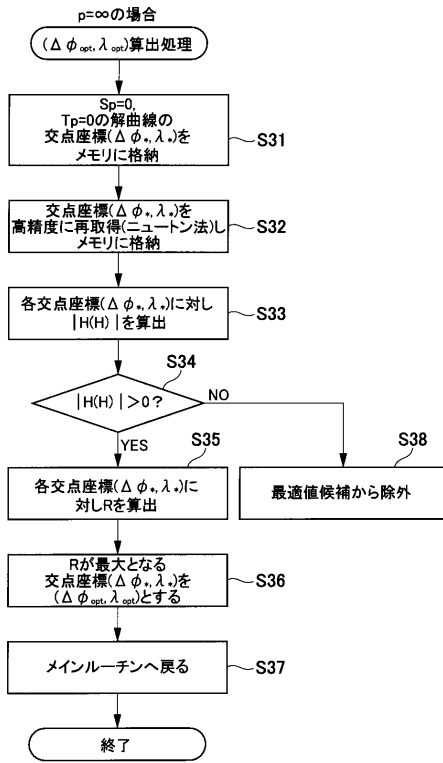 p=∞の場合
(Δφopt,λopt)算出処理
Sp=0,
Tp=0の解曲線の
交点座標(Δφ*,λ*)を
メモリに格納
S31
交点座標(Δφ*,λ*)を
高精度に再取得(ニュートン法)し
メモリに格納
S32
各交点座標(Δφ*,λ*)に対し
|H(H)|を算出
S33
S34
|H(H)|>0?
NO
YES
S35
各交点座標(Δφ*,λ*)に
対しRを算出
S38
最適値候補から除外
Rが最大となる
交点座標(Δφ*,λ*)を
(Δφopt,λopt)とする
S36
メインルーチンへ戻る
S37
終了